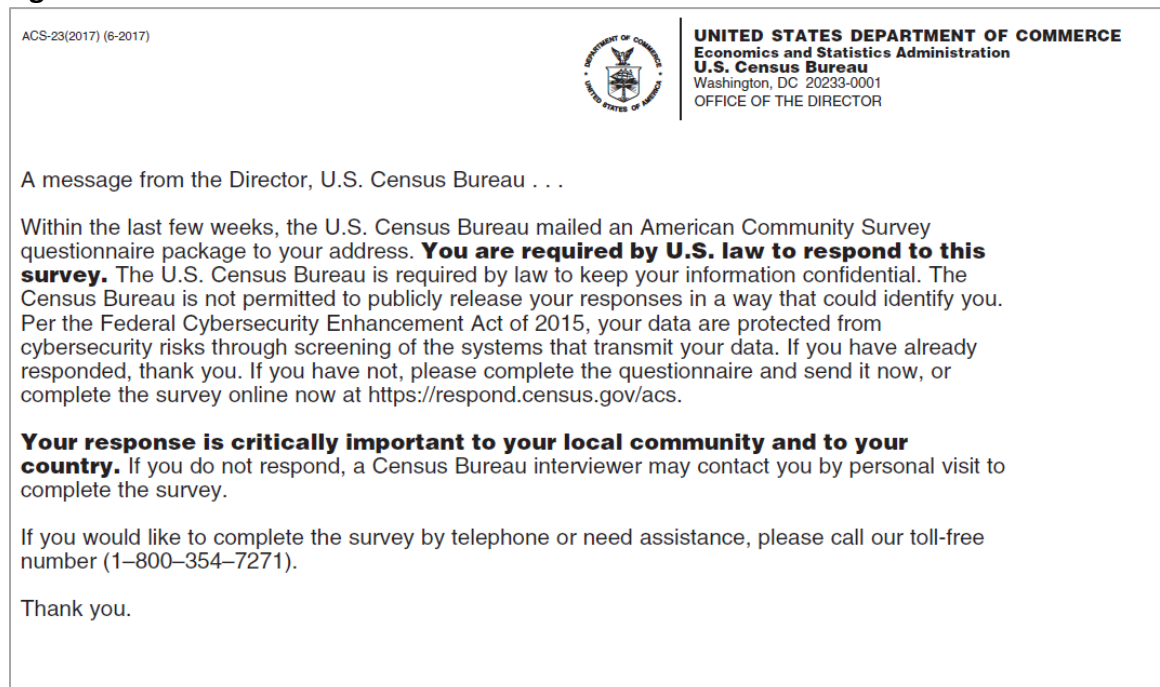 ACS-23(2017) (6-2017)
DEPARTMENT OF COMMERCE
UNITED STATES OF AMERICA
UNITED STATES DEPARTMENT OF COMMERCE
Economics and Statistics Administration
U.S. Census Bureau
Washington, DC 20233-0001
OFFICE OF THE DIRECTOR
A message from the Director, U.S. Census Bureau . . .
Within the last few weeks, the U.S. Census Bureau mailed an American Community Survey
questionnaire package to your address. You are required by U.S. law to respond to this
survey. The U.S. Census Bureau is required by law to keep your information confidential. The
Census Bureau is not permitted to publicly release your responses in a way that could identify you.
Per the Federal Cybersecurity Enhancement Act of 2015, your data are protected from
cybersecurity risks through screening of the systems that transmit your data. If you have already
responded, thank you. If you have not, please complete the questionnaire and send it now, or
complete the survey online now at https://respond.census.gov/acs.
Your response is critically important to your local community and to your
country. If you do not respond, a Census Bureau interviewer may contact you by personal visit to
complete the survey.
If you would like to complete the survey by telephone or need assistance, please call our toll-free
number (1–800–354–7271).
Thank you.